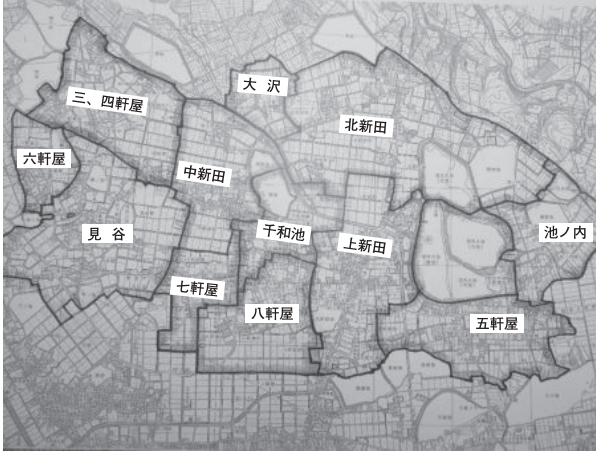 大 沢
三、四軒屋
北新田
六軒屋
中新田
見 谷
千和池
上新田
池ノ内
七軒屋
八軒屋
五軒屋